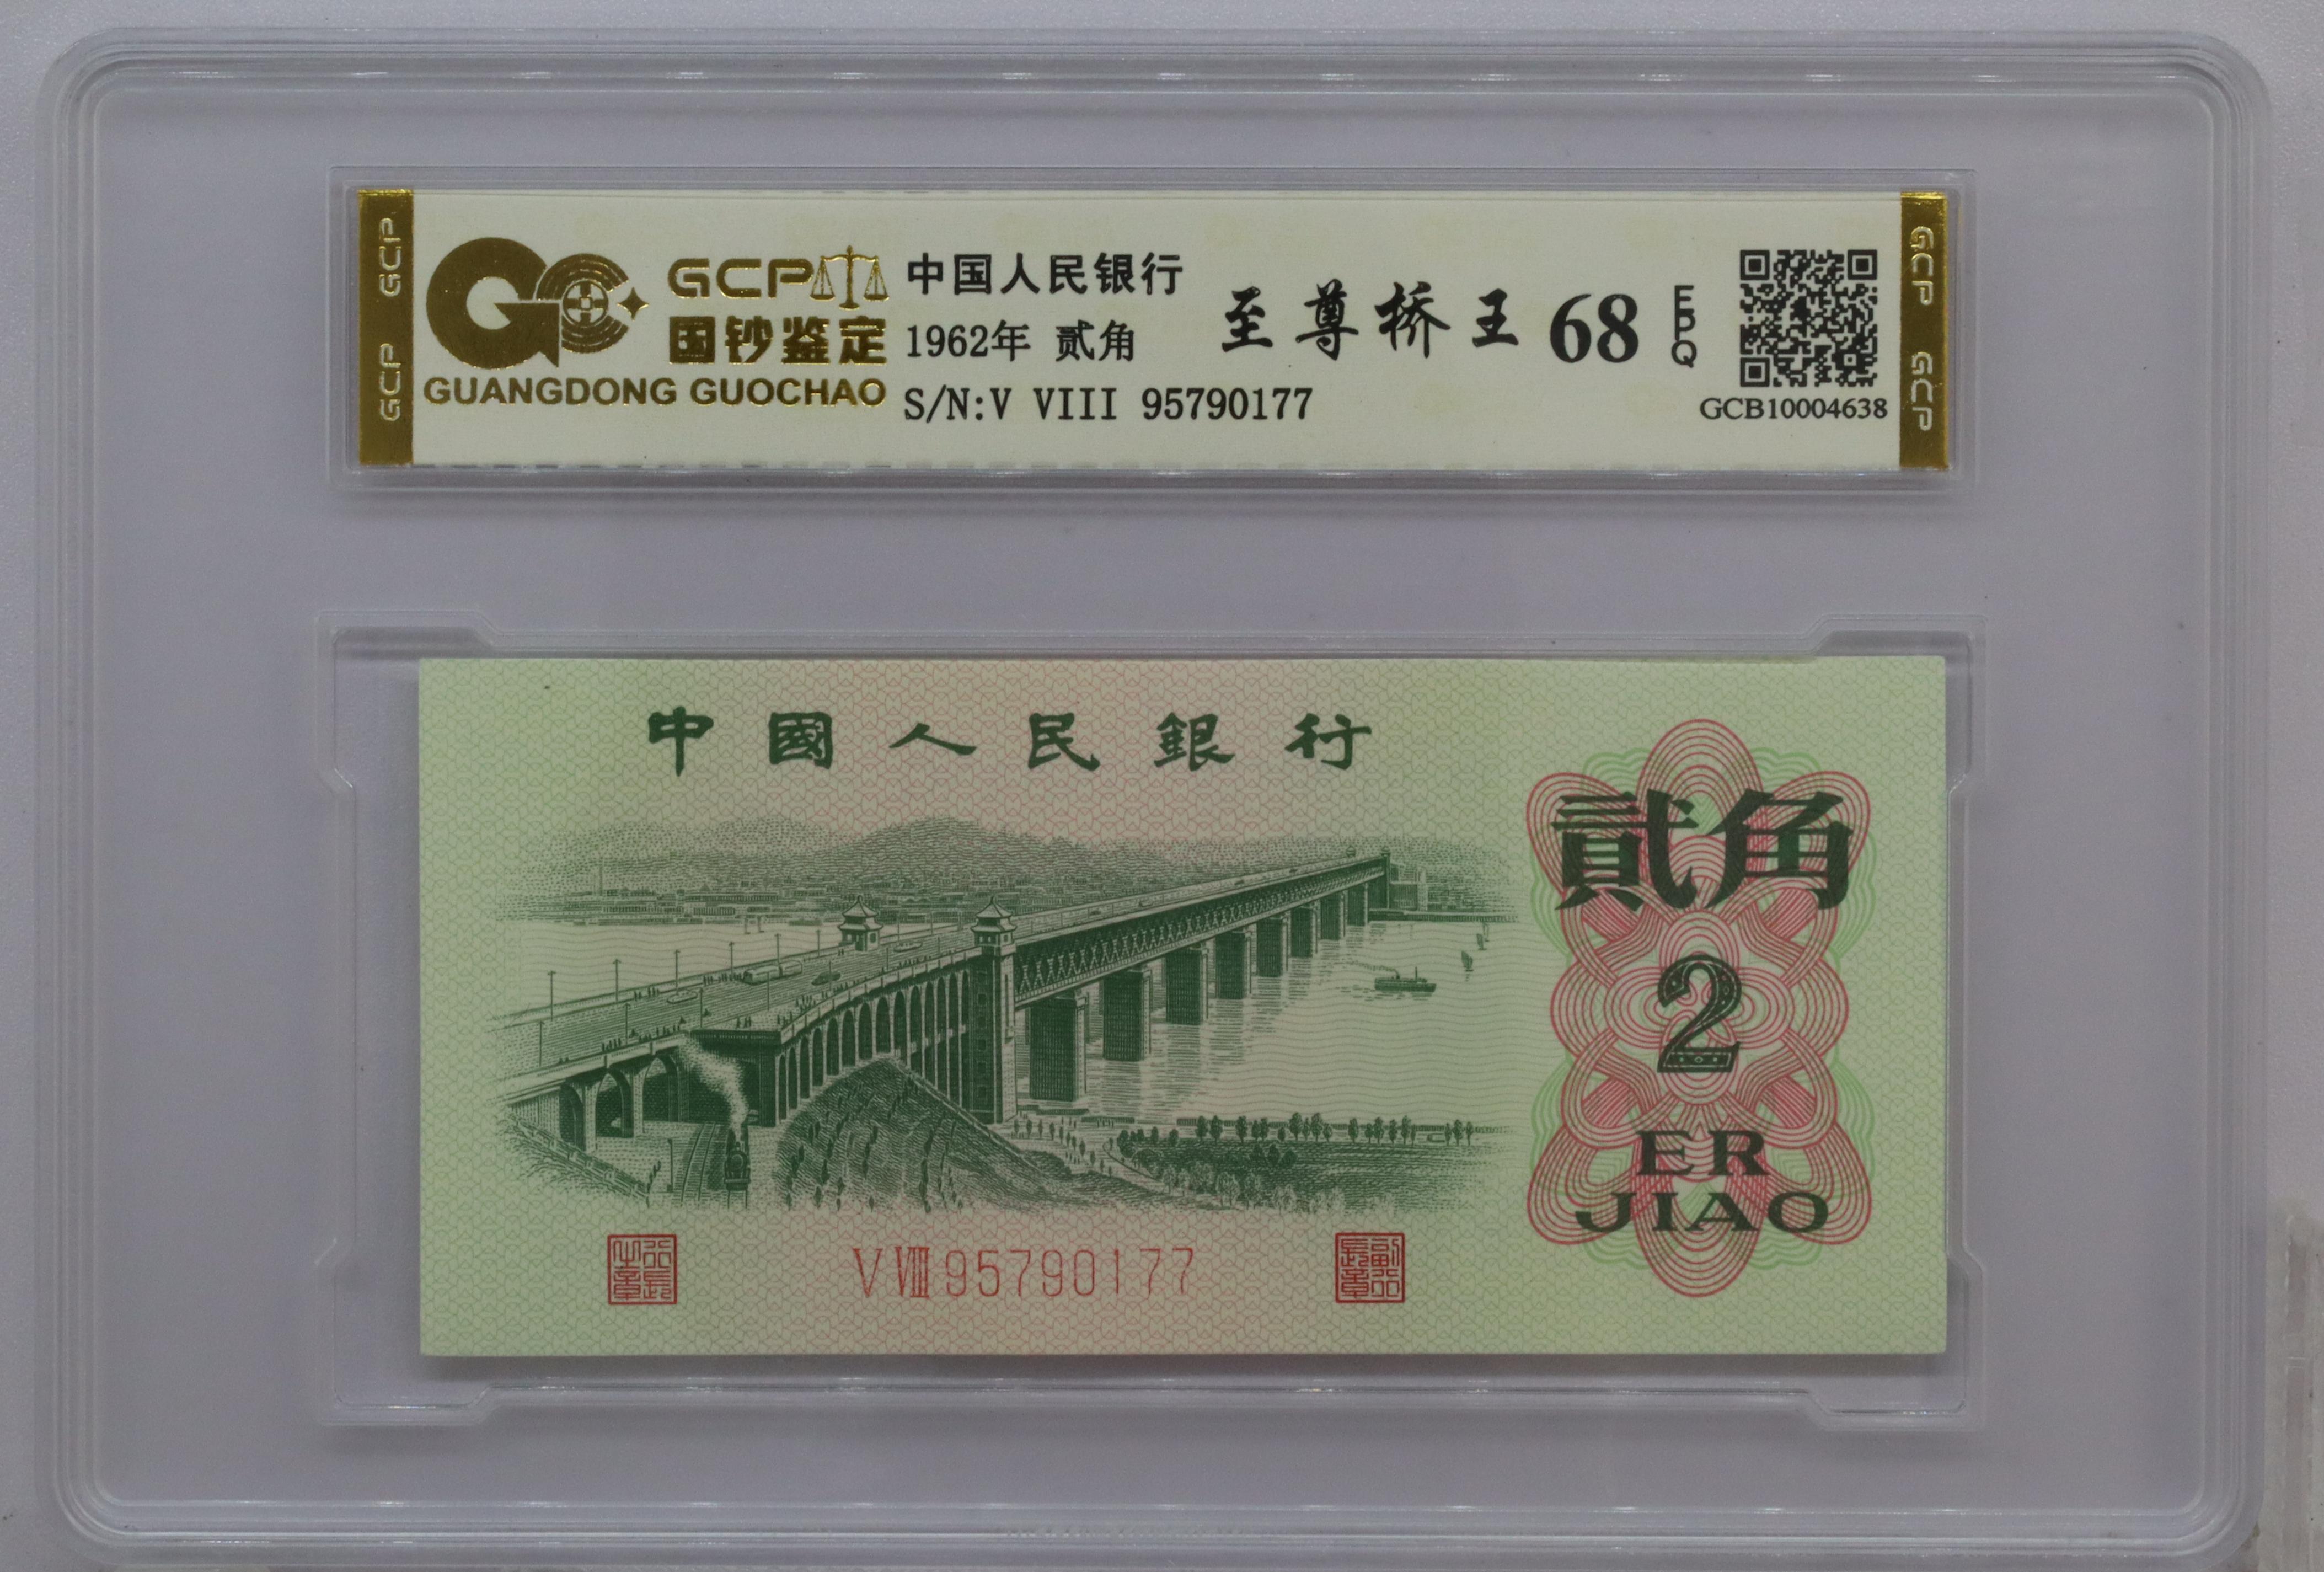 GCP
GCP
GCP
国钞鉴定
GUANGDONG GUOCHAO
中国人民银行
1962年 贰角
S/N:V VIII 95790177
至尊桥王 68
EPQ
GCB10004638
GCP
GCP
中國人民銀行
貳角
2
ER
JIAO
V VIII 95790177